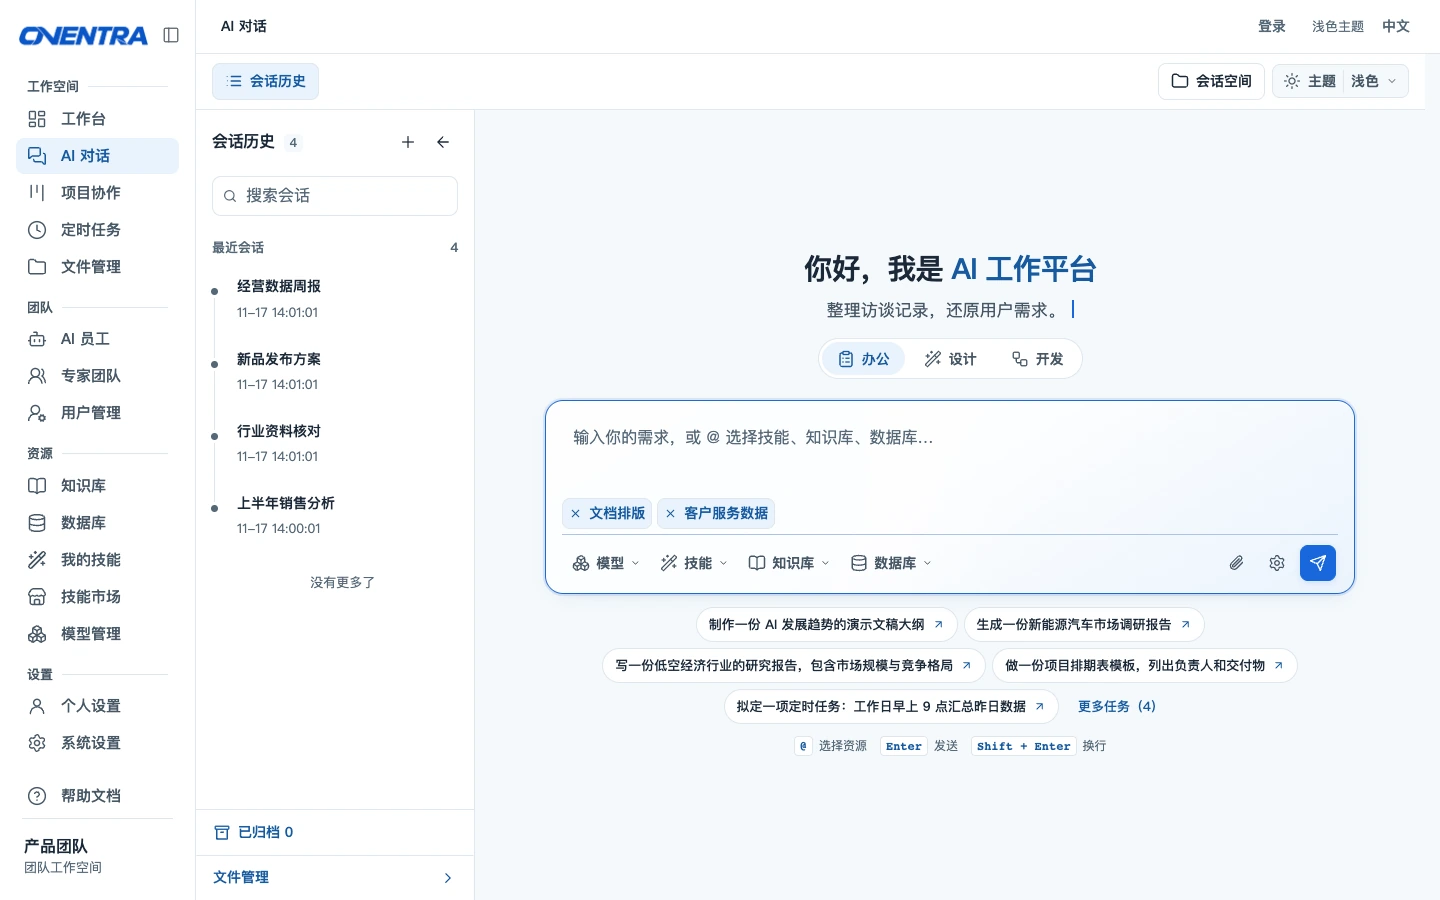 ONENTRA
AI 对话
登录
浅色主题
中文
工作空间
工作台
AI 对话
项目协作
定时任务
文件管理
团队
AI 员工
专家团队
用户管理
资源
知识库
数据库
我的技能
技能市场
模型管理
设置
个人设置
系统设置
帮助文档
产品团队
团队工作空间
会话历史
会话空间
主题 浅色
会话历史 4
搜索会话
最近会话 4
经营数据周报
11-17 14:01:01
新品发布方案
11-17 14:01:01
行业资料核对
11-17 14:01:01
上半年销售分析
11-17 14:00:01
没有更多了
已归档 0
文件管理
你好，我是 AI 工作平台
整理访谈记录，还原用户需求。
办公 设计 开发
输入你的需求，或 @ 选择技能、知识库、数据库...
文档排版 客户服务数据
模型 技能 知识库 数据库
制作一份 AI 发展趋势的演示文稿大纲
生成一份新能源汽车市场调研报告
写一份低空经济行业的研究报告，包含市场规模与竞争格局
做一份项目排期表模板，列出负责人和交付物
拟定一项定时任务：工作日早上 9 点汇总昨日数据
更多任务（4）
@ 选择资源 Enter 发送 Shift + Enter 换行